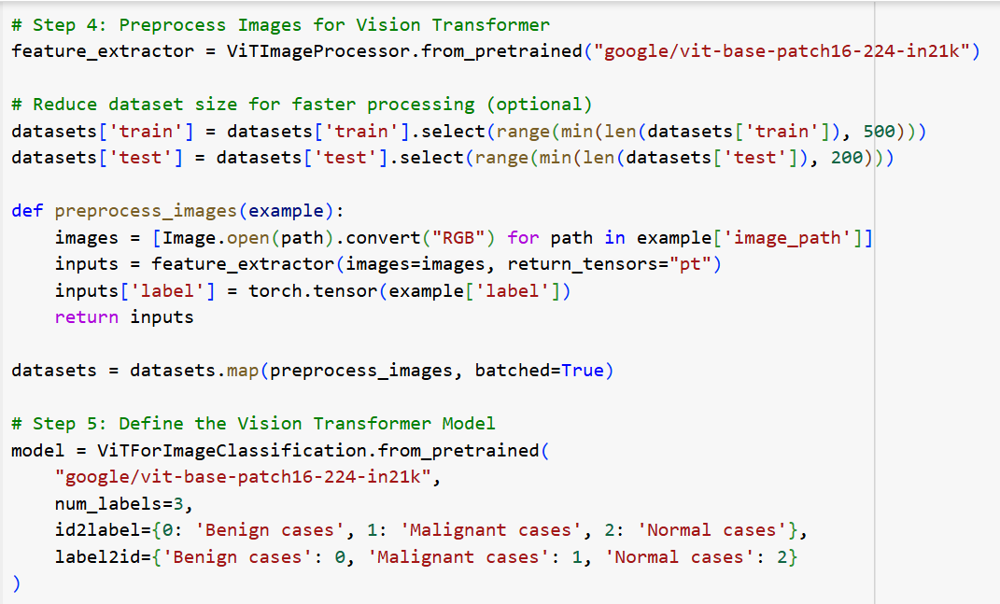 # Step 4: Preprocess Images for Vision Transformer
feature_extractor = ViTImageProcessor.from_pretrained("google/vit-base-patch16-224-in21k")

# Reduce dataset size for faster processing (optional)
datasets['train'] = datasets['train'].select(range(min(len(datasets['train']), 500)))
datasets['test'] = datasets['test'].select(range(min(len(datasets['test']), 200)))

def preprocess_images(example):
    images = [Image.open(path).convert("RGB") for path in example['image_path']]
    inputs = feature_extractor(images=images, return_tensors="pt")
    inputs['label'] = torch.tensor(example['label'])
    return inputs

datasets = datasets.map(preprocess_images, batched=True)

# Step 5: Define the Vision Transformer Model
model = ViTForImageClassification.from_pretrained(
    "google/vit-base-patch16-224-in21k",
    num_labels=3,
    id2label={0: 'Benign cases', 1: 'Malignant cases', 2: 'Normal cases'},
    label2id={'Benign cases': 0, 'Malignant cases': 1, 'Normal cases': 2}
)